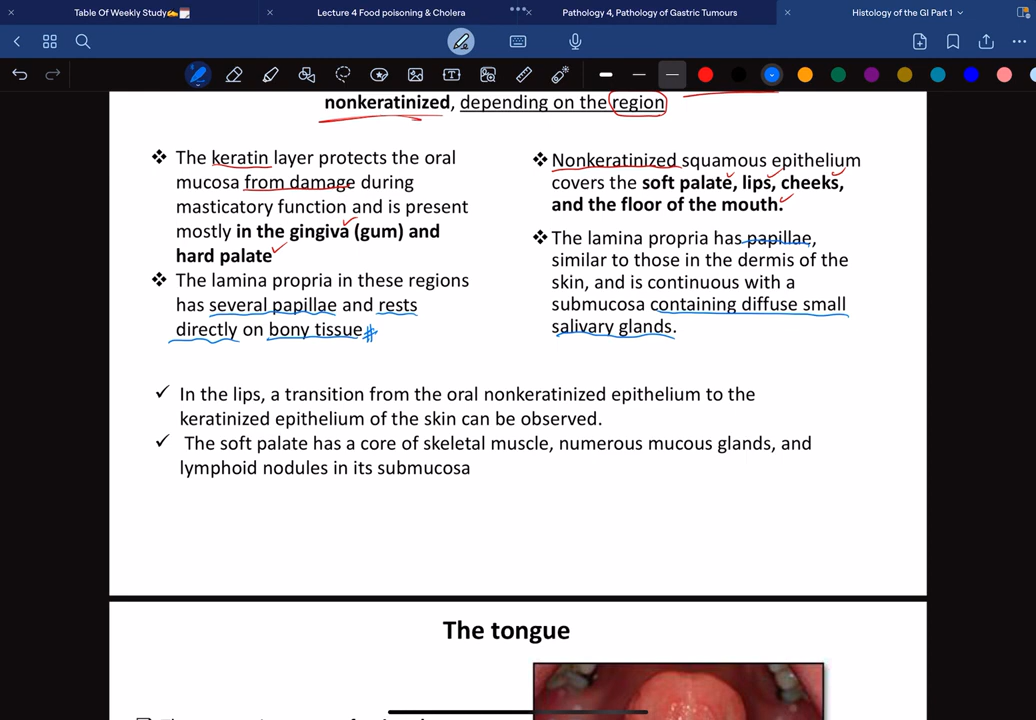 Table Of Weekly Study✍️🗓️
Lecture 4 Food poisoning & Cholera
Pathology 4, Pathology of Gastric Tumours
Histology of the GI Part 1
nonkeratinized, depending on the region
❖ The keratin layer protects the oral
mucosa from damage during
masticatory function and is present
mostly in the gingiva (gum) and
hard palate
❖ The lamina propria in these regions
has several papillae and rests
directly on bony tissue#
❖ Nonkeratinized squamous epithelium
covers the soft palate, lips, cheeks,
and the floor of the mouth.
❖ The lamina propria has papillae,
similar to those in the dermis of the
skin, and is continuous with a
submucosa containing diffuse small
salivary glands.
✓ In the lips, a transition from the oral nonkeratinized epithelium to the
keratinized epithelium of the skin can be observed.
✓ The soft palate has a core of skeletal muscle, numerous mucous glands, and
lymphoid nodules in its submucosa
The tongue